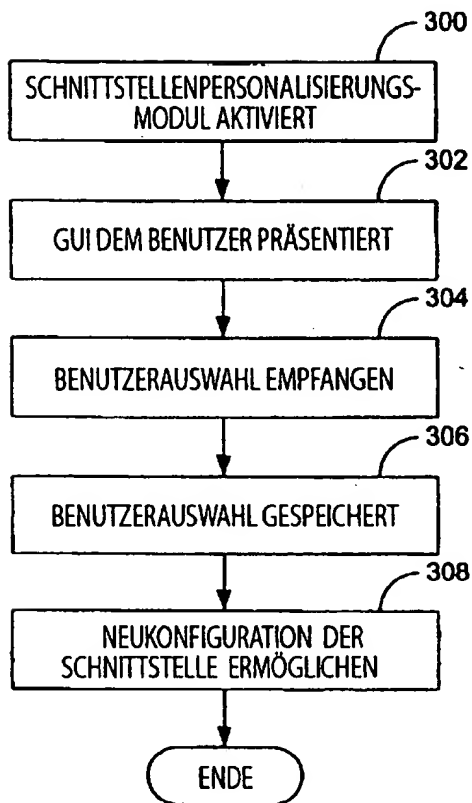 300
SCHNITTSTELLENPERSONALISIERUNGS-
MODUL AKTIVIERT
302
GUI DEM BENUTZER PRÄSENTIERT
304
BENUTZERAUSWAHL EMPFANGEN
306
BENUTZERAUSWAHL GESPEICHERT
308
NEUKONFIGURATION DER
SCHNITTSTELLE ERMÖGLICHEN
ENDE